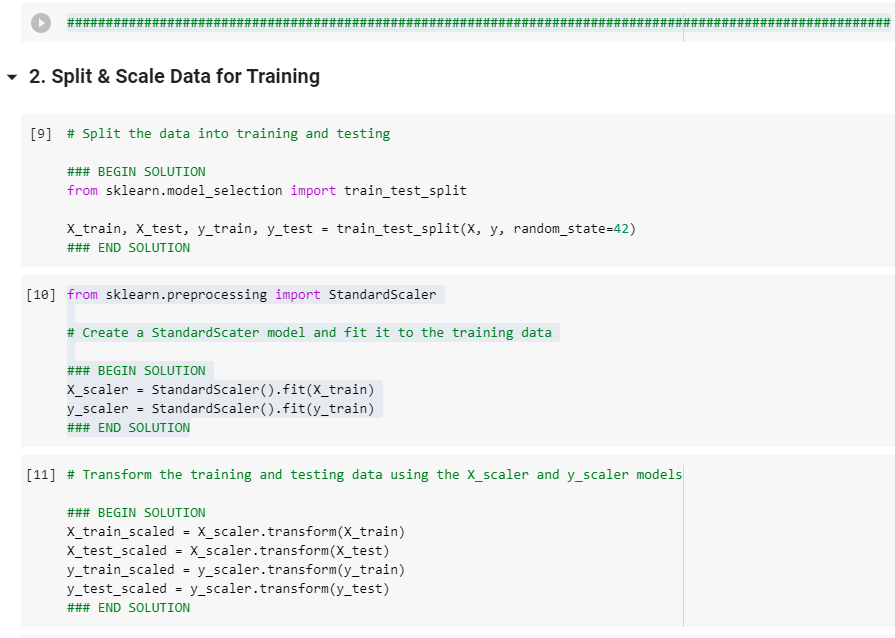 ##########################################################################################################
2. Split & Scale Data for Training
[9] # Split the data into training and testing
### BEGIN SOLUTION
from sklearn.model_selection import train_test_split
X_train, X_test, y_train, y_test = train_test_split(X, y, random_state=42)
### END SOLUTION
[10] from sklearn.preprocessing import StandardScaler
# Create a StandardScater model and fit it to the training data
### BEGIN SOLUTION
X_scaler = StandardScaler().fit(X_train)
y_scaler = StandardScaler().fit(y_train)
### END SOLUTION
[11] # Transform the training and testing data using the X_scaler and y_scaler models
### BEGIN SOLUTION
X_train_scaled = X_scaler.transform(X_train)
X_test_scaled = X_scaler.transform(X_test)
y_train_scaled = y_scaler.transform(y_train)
y_test_scaled = y_scaler.transform(y_test)
### END SOLUTION